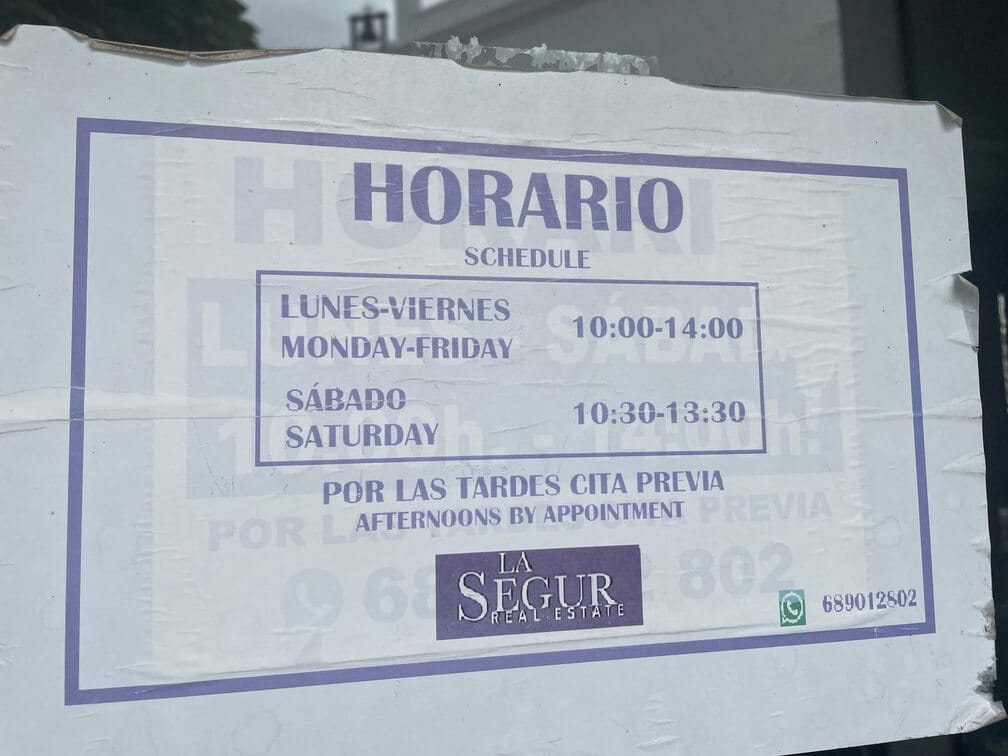 HORARIO
SCHEDULE
LUNES-VIERNES
MONDAY-FRIDAY
10:00-14:00
SÁBADO
SATURDAY
10:30-13:30
POR LAS TARDES CITA PREVIA
AFTERNOONS BY APPOINTMENT
LA
SEGUR
REAL ESTATE
689012802